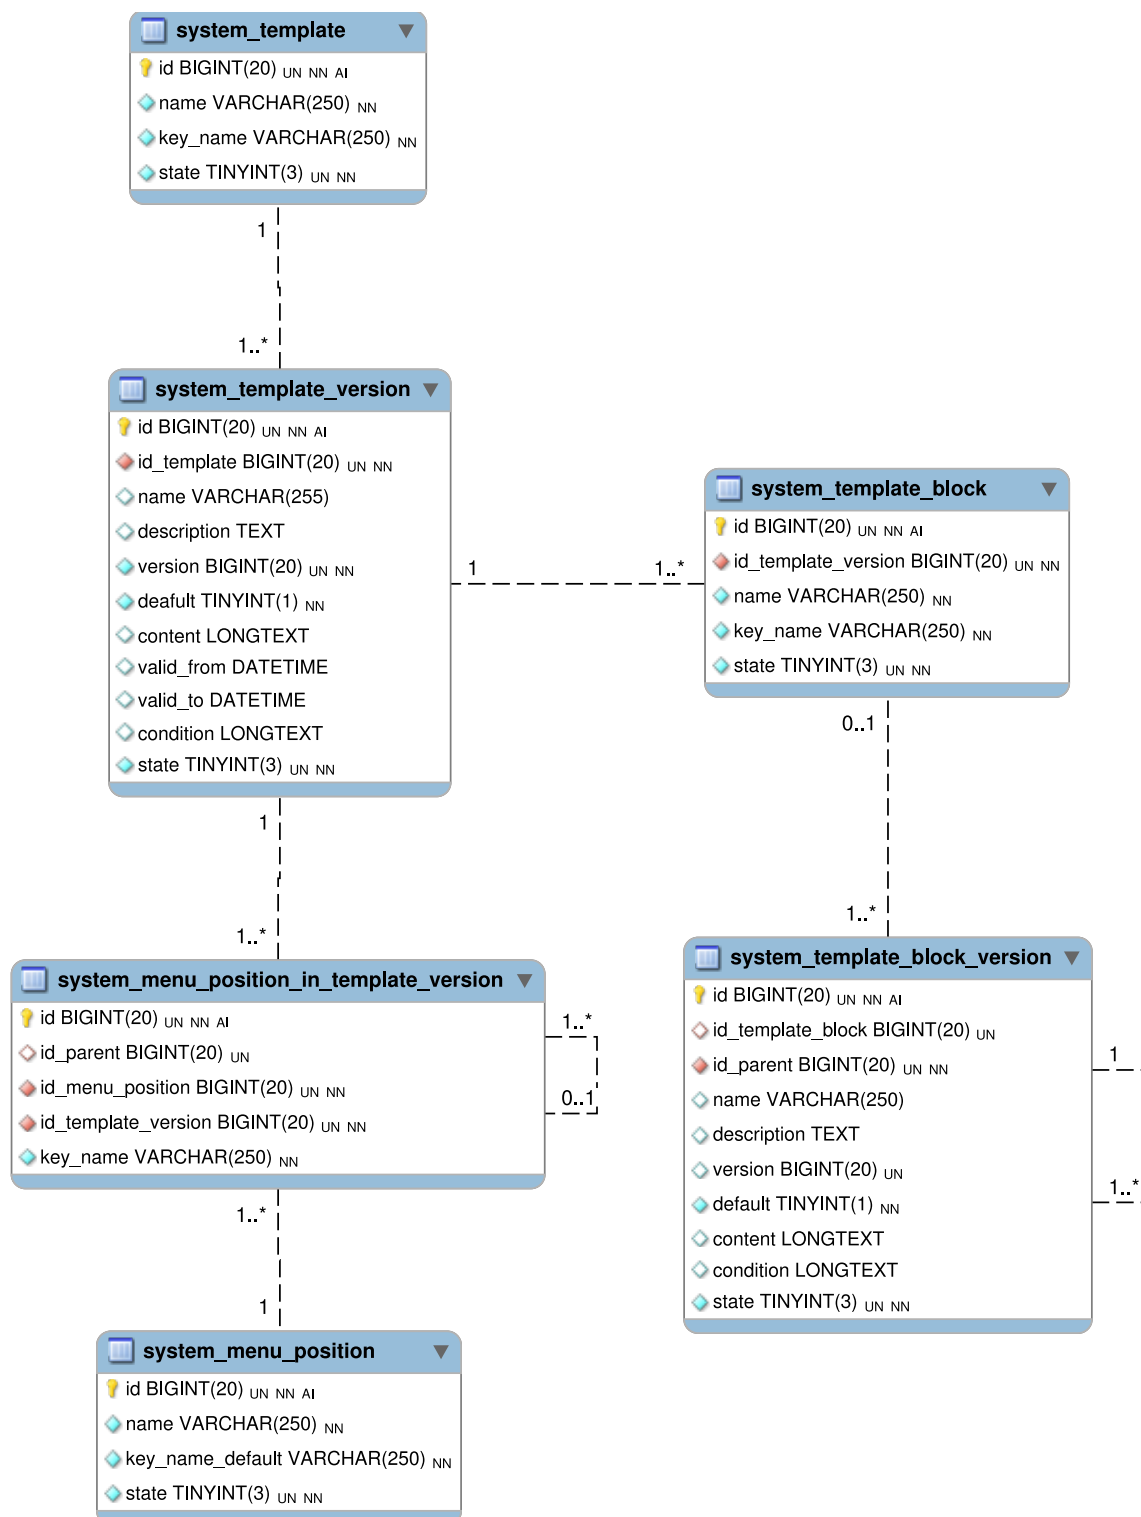 system_template
id BIGINT(20) UN NN AI
name VARCHAR(250) NN
key_name VARCHAR(250) NN
state TINYINT(3) UN NN
1
1..*
system_template_version
id BIGINT(20) UN NN AI
id_template BIGINT(20) UN NN
name VARCHAR(255)
description TEXT
version BIGINT(20) UN NN
deafult TINYINT(1) NN
content LONGTEXT
valid_from DATETIME
valid_to DATETIME
condition LONGTEXT
state TINYINT(3) UN NN
1
1..*
system_template_block
id BIGINT(20) UN NN AI
id_template_version BIGINT(20) UN NN
name VARCHAR(250) NN
key_name VARCHAR(250) NN
state TINYINT(3) UN NN
0..1
1..*
1
1..*
system_menu_position_in_template_version
id BIGINT(20) UN NN AI
id_parent BIGINT(20) UN
id_menu_position BIGINT(20) UN NN
id_template_version BIGINT(20) UN NN
key_name VARCHAR(250) NN
1..*
0..1
system_template_block_version
id BIGINT(20) UN NN AI
id_template_block BIGINT(20) UN
id_parent BIGINT(20) UN NN
name VARCHAR(250)
description TEXT
version BIGINT(20) UN
default TINYINT(1) NN
content LONGTEXT
condition LONGTEXT
state TINYINT(3) UN NN
1
1..*
1..*
1
system_menu_position
id BIGINT(20) UN NN AI
name VARCHAR(250) NN
key_name_default VARCHAR(250) NN
state TINYINT(3) UN NN